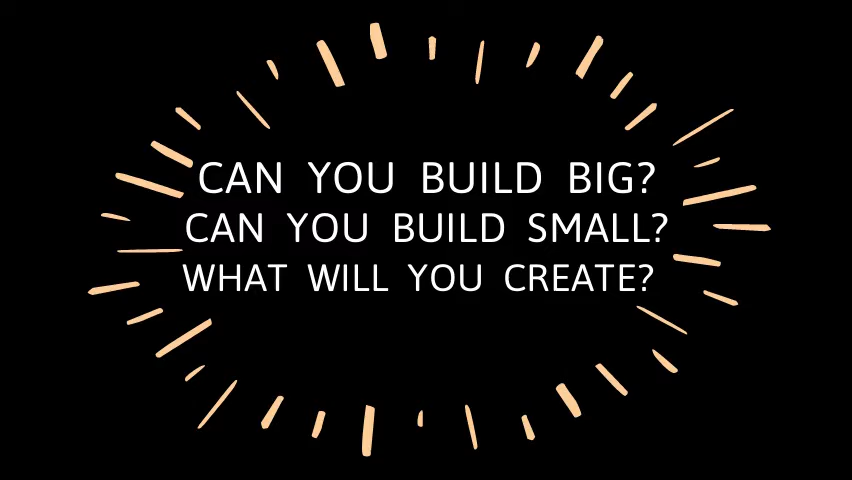 CAN YOU BUILD BIG?
CAN YOU BUILD SMALL?
WHAT WILL YOU CREATE?